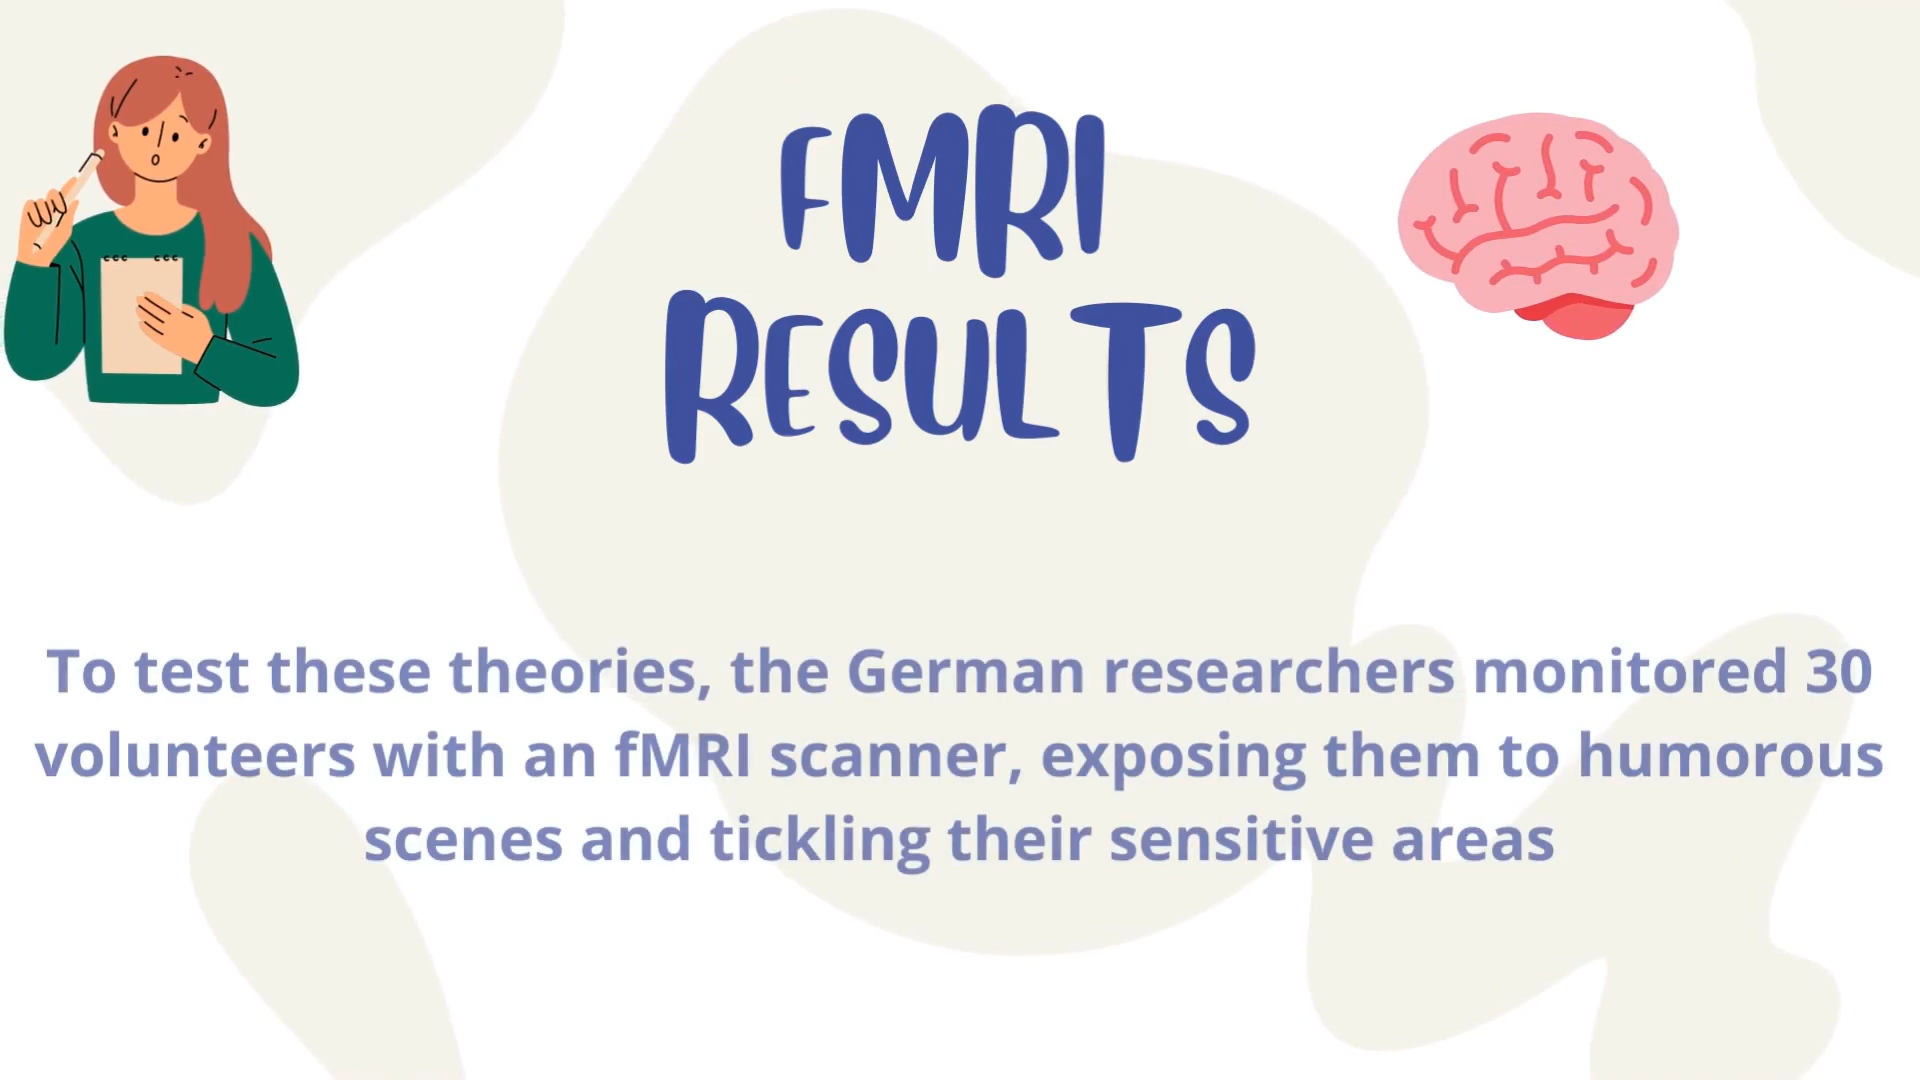 FMRI
RESULTS
To test these theories, the German researchers monitored 30
volunteers with an fMRI scanner, exposing them to humorous
scenes and tickling their sensitive areas